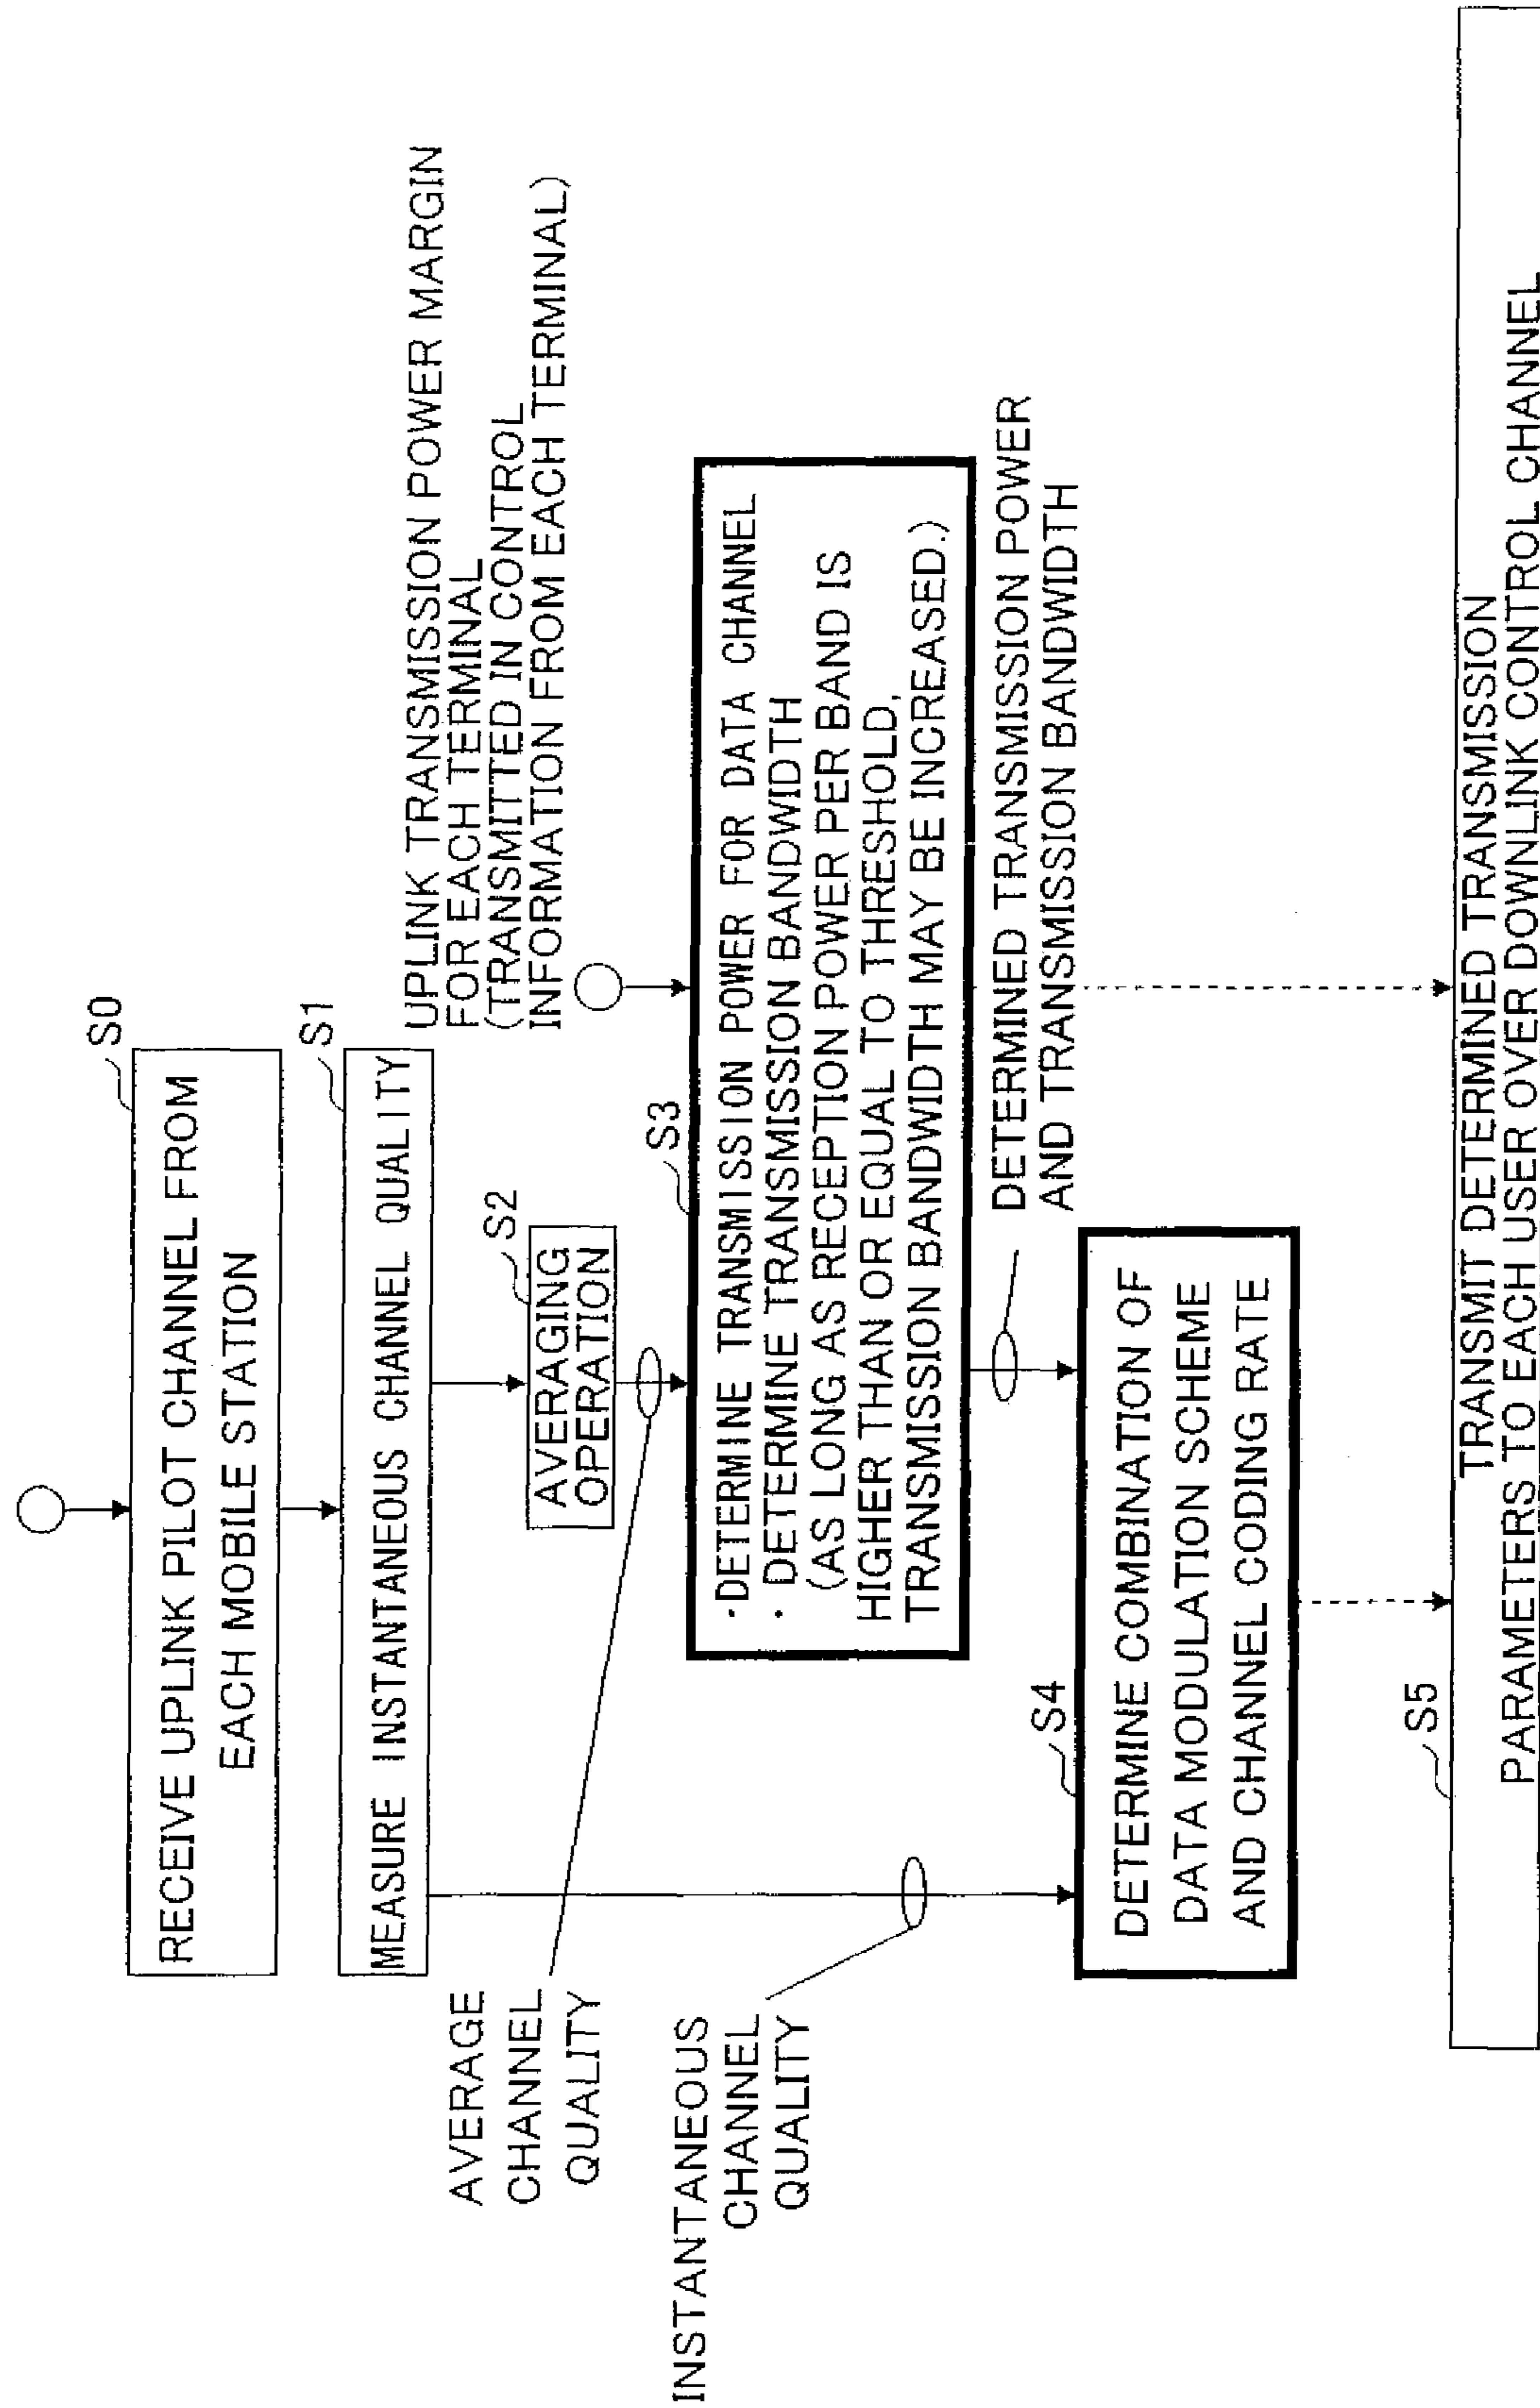 S0
RECEIVE UPLINK PILOT CHANNEL FROM
EACH MOBILE STATION
S1
MEASURE INSTANTANEOUS CHANNEL QUALITY
UPLINK TRANSMISSION POWER MARGIN
FOR EACH TERMINAL
(TRANSMITTED IN CONTROL
INFORMATION FROM EACH TERMINAL)
S2
AVERAGING
OPERATION
AVERAGE
CHANNEL
QUALITY
S3
·DETERMINE TRANSMISSION POWER FOR DATA CHANNEL
· DETERMINE TRANSMISSION BANDWIDTH
(AS LONG AS RECEPTION POWER PER BAND IS
HIGHER THAN OR EQUAL TO THRESHOLD,
TRANSMISSION BANDWIDTH MAY BE INCREASED.)
INSTANTANEOUS
CHANNEL
QUALITY
DETERMINED TRANSMISSION POWER
AND TRANSMISSION BANDWIDTH
S4
DETERMINE COMBINATION OF
DATA MODULATION SCHEME
AND CHANNEL CODING RATE
S5
TRANSMIT DETERMINED TRANSMISSION
PARAMETERS TO EACH USER OVER DOWNLINK CONTROL CHANNEL